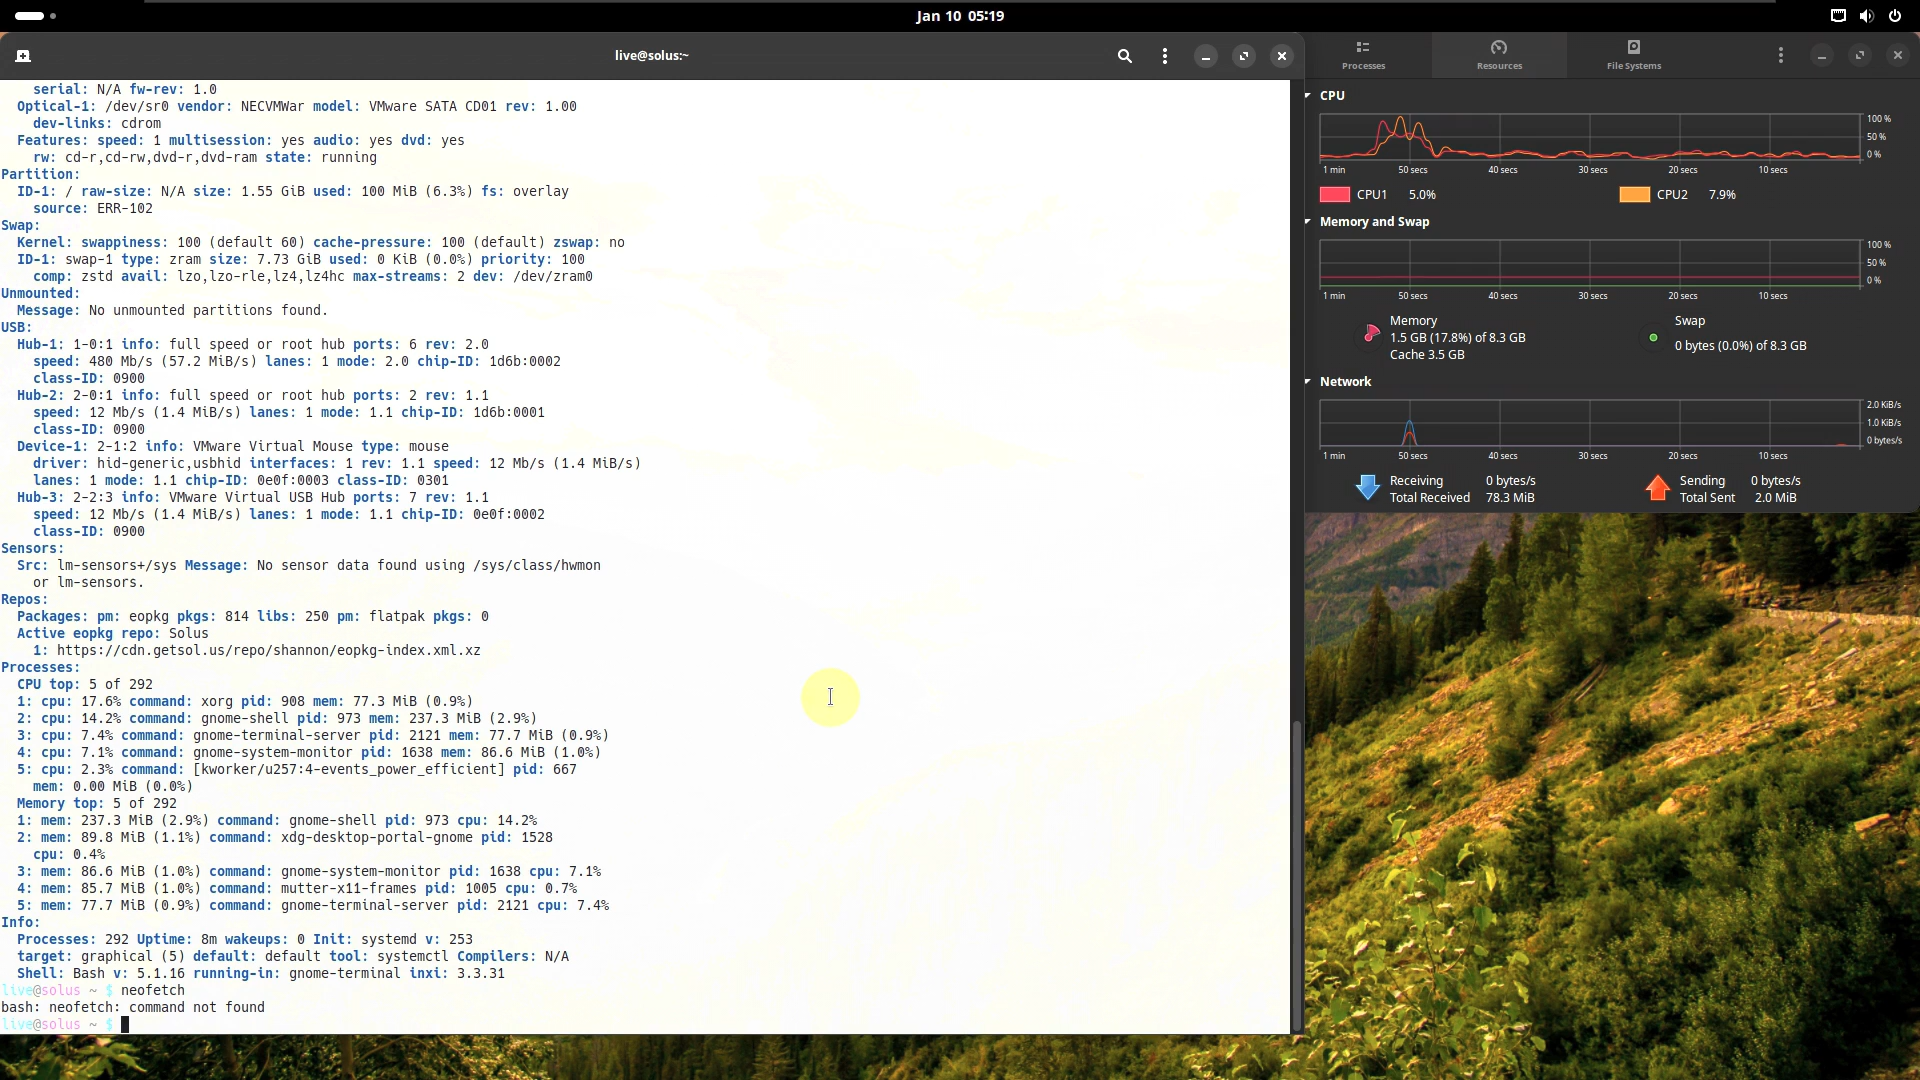 Jan 10 05:19
live@solus:~
serial: N/A fw-rev: 1.0
Optical-1: /dev/sr0 vendor: NECVMWar model: VMware SATA CD01 rev: 1.00
dev-links: cdrom
Features: speed: 1 multisession: yes audio: yes dvd: yes
rw: cd-r,cd-rw,dvd-r,dvd-ram state: running
Partition:
ID-1: / raw-size: N/A size: 1.55 GiB used: 100 MiB (6.3%) fs: overlay
source: ERR-102
Swap:
Kernel: swappiness: 100 (default 60) cache-pressure: 100 (default) zswap: no
ID-1: swap-1 type: zram size: 7.73 GiB used: 0 KiB (0.0%) priority: 100
comp: zstd avail: lzo,lzo-rle,lz4,lz4hc max-streams: 2 dev: /dev/zram0
Unmounted:
Message: No unmounted partitions found.
USB:
Hub-1: 1-0:1 info: full speed or root hub ports: 6 rev: 2.0
speed: 480 Mb/s (57.2 MiB/s) lanes: 1 mode: 2.0 chip-ID: 1d6b:0002
class-ID: 0900
Hub-2: 2-0:1 info: full speed or root hub ports: 2 rev: 1.1
speed: 12 Mb/s (1.4 MiB/s) lanes: 1 mode: 1.1 chip-ID: 1d6b:0001
class-ID: 0900
Device-1: 2-1:2 info: VMware Virtual Mouse type: mouse
driver: hid-generic,usbhid interfaces: 1 rev: 1.1 speed: 12 Mb/s (1.4 MiB/s)
lanes: 1 mode: 1.1 chip-ID: 0e0f:0003 class-ID: 0301
Hub-3: 2-2:3 info: VMware Virtual USB Hub ports: 7 rev: 1.1
speed: 12 Mb/s (1.4 MiB/s) lanes: 1 mode: 1.1 chip-ID: 0e0f:0002
class-ID: 0900
Sensors:
Src: lm-sensors+/sys Message: No sensor data found using /sys/class/hwmon
or lm-sensors.
Repos:
Packages: pm: eopkg pkgs: 814 libs: 250 pm: flatpak pkgs: 0
Active eopkg repo: Solus
1: https://cdn.getsol.us/repo/shannon/eopkg-index.xml.xz
Processes:
CPU top: 5 of 292
1: cpu: 17.6% command: xorg pid: 908 mem: 77.3 MiB (0.9%)
2: cpu: 14.2% command: gnome-shell pid: 973 mem: 237.3 MiB (2.9%)
3: cpu: 7.4% command: gnome-terminal-server pid: 2121 mem: 77.7 MiB (0.9%)
4: cpu: 7.1% command: gnome-system-monitor pid: 1638 mem: 86.6 MiB (1.0%)
5: cpu: 2.3% command: [kworker/u257:4-events_power_efficient] pid: 667
mem: 0.00 MiB (0.0%)
Memory top: 5 of 292
1: mem: 237.3 MiB (2.9%) command: gnome-shell pid: 973 cpu: 14.2%
2: mem: 89.8 MiB (1.1%) command: xdg-desktop-portal-gnome pid: 1528
cpu: 0.4%
3: mem: 86.6 MiB (1.0%) command: gnome-system-monitor pid: 1638 cpu: 7.1%
4: mem: 85.7 MiB (1.0%) command: mutter-x11-frames pid: 1005 cpu: 0.7%
5: mem: 77.7 MiB (0.9%) command: gnome-terminal-server pid: 2121 cpu: 7.4%
Info:
Processes: 292 Uptime: 8m wakeups: 0 Init: systemd v: 253
target: graphical (5) default: default tool: systemctl Compilers: N/A
Shell: Bash v: 5.1.16 running-in: gnome-terminal inxi: 3.3.31
live@solus ~ $ neofetch
bash: neofetch: command not found
live@solus ~ $
Processes Resources File Systems
CPU
100 %
50 %
0 %
1 min 50 secs 40 secs 30 secs 20 secs 10 secs
CPU1 5.0% CPU2 7.9%
Memory and Swap
100 %
50 %
0 %
1 min 50 secs 40 secs 30 secs 20 secs 10 secs
Memory
1.5 GB (17.8%) of 8.3 GB
Cache 3.5 GB
Swap
0 bytes (0.0%) of 8.3 GB
Network
2.0 KiB/s
1.0 KiB/s
0 bytes/s
1 min 50 secs 40 secs 30 secs 20 secs 10 secs
Receiving 0 bytes/s
Total Received 78.3 MiB
Sending 0 bytes/s
Total Sent 2.0 MiB